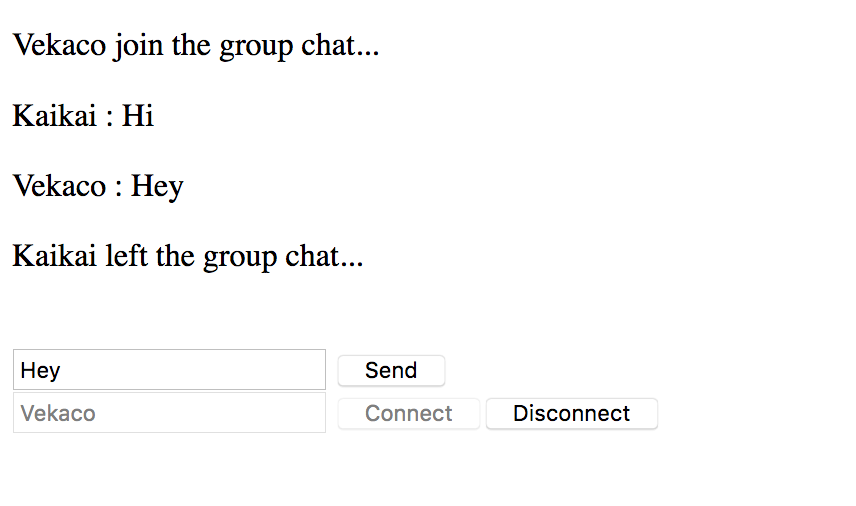 Vekaco join the group chat...
Kaikai : Hi
Vekaco : Hey
Kaikai left the group chat...
Hey Send
Vekaco Connect Disconnect